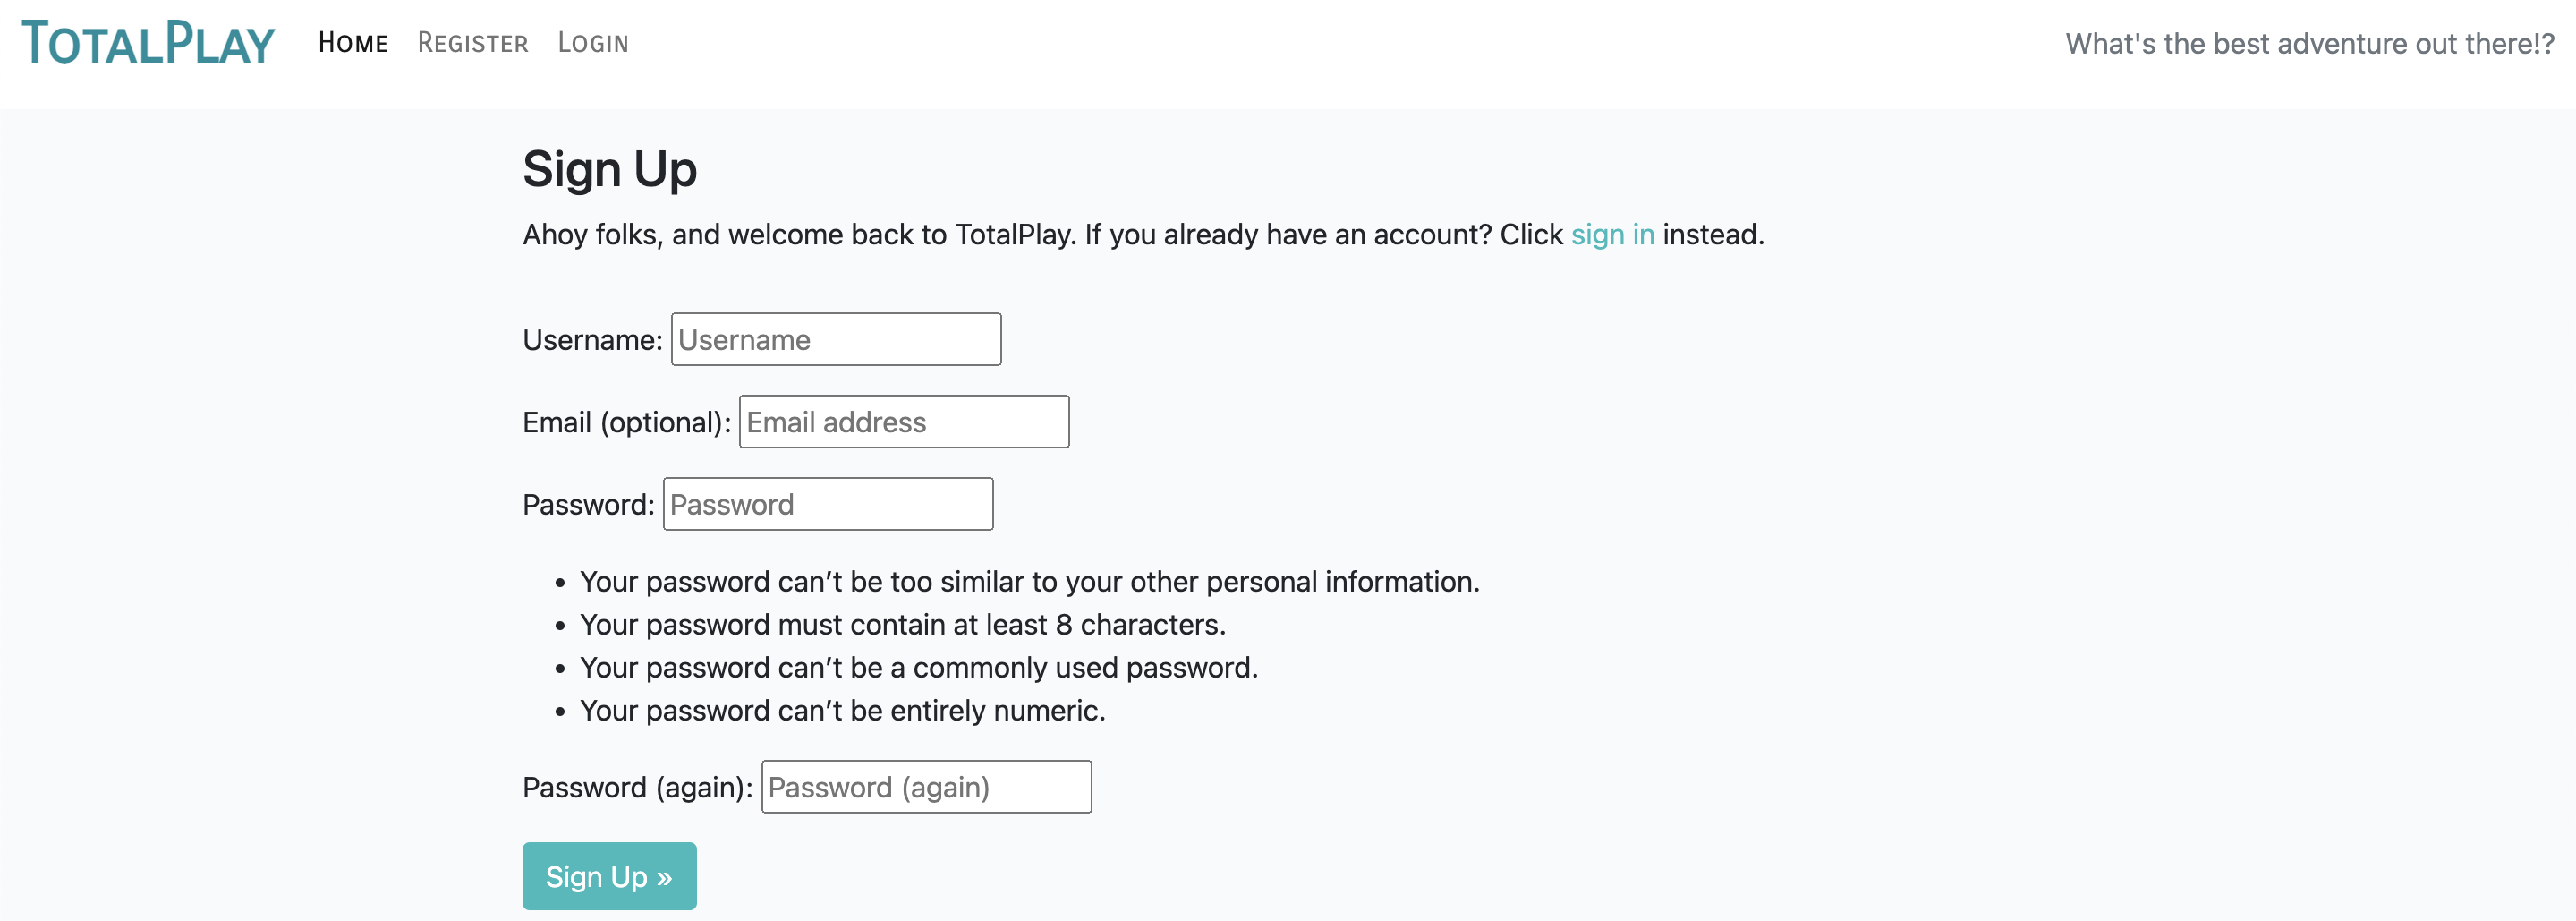 TotalPlay Home Register Login What's the best adventure out there!?
Sign Up
Ahoy folks, and welcome back to TotalPlay. If you already have an account? Click sign in instead.
Username: Username
Email (optional): Email address
Password: Password
• Your password can’t be too similar to your other personal information.
• Your password must contain at least 8 characters.
• Your password can’t be a commonly used password.
• Your password can’t be entirely numeric.
Password (again): Password (again)
Sign Up »